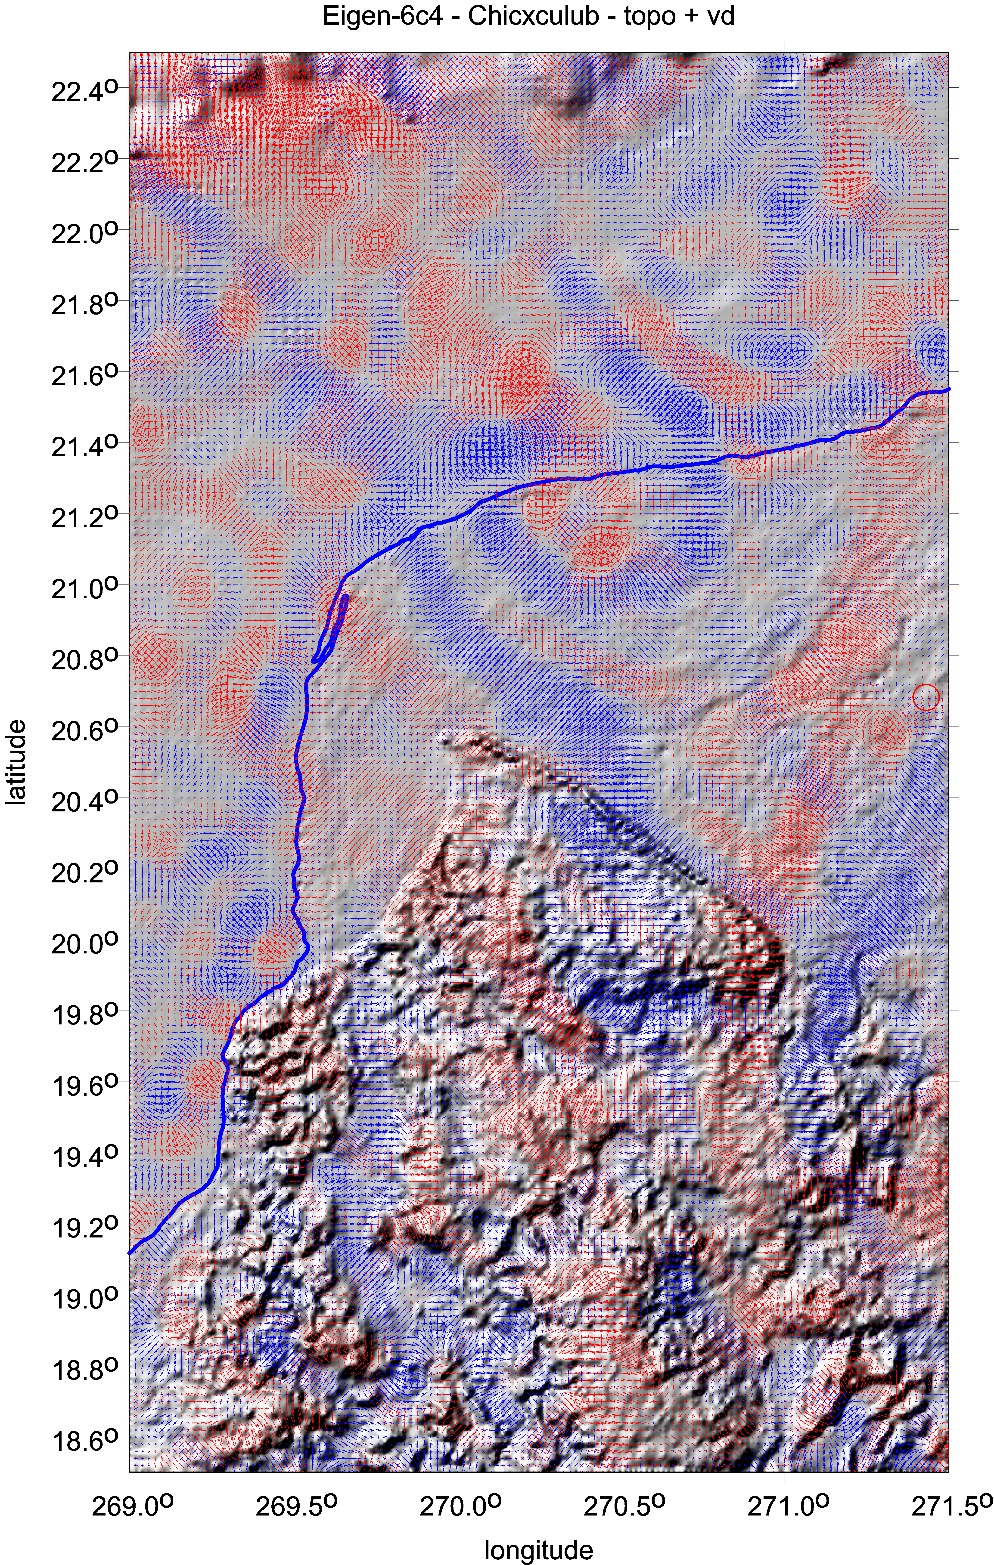 Eigen-6c4 - Chicxculub - topo + vd
22.4o
22.2o
22.0o
21.8o
21.6o
21.4o
21.2o
21.0o
20.8o
20.6o
20.4o
20.2o
20.0o
19.8o
19.6o
19.4o
19.2o
19.0o
18.8o
18.6o
latitude
269.0o 269.5o 270.0o 270.5o 271.0o 271.5o
longitude